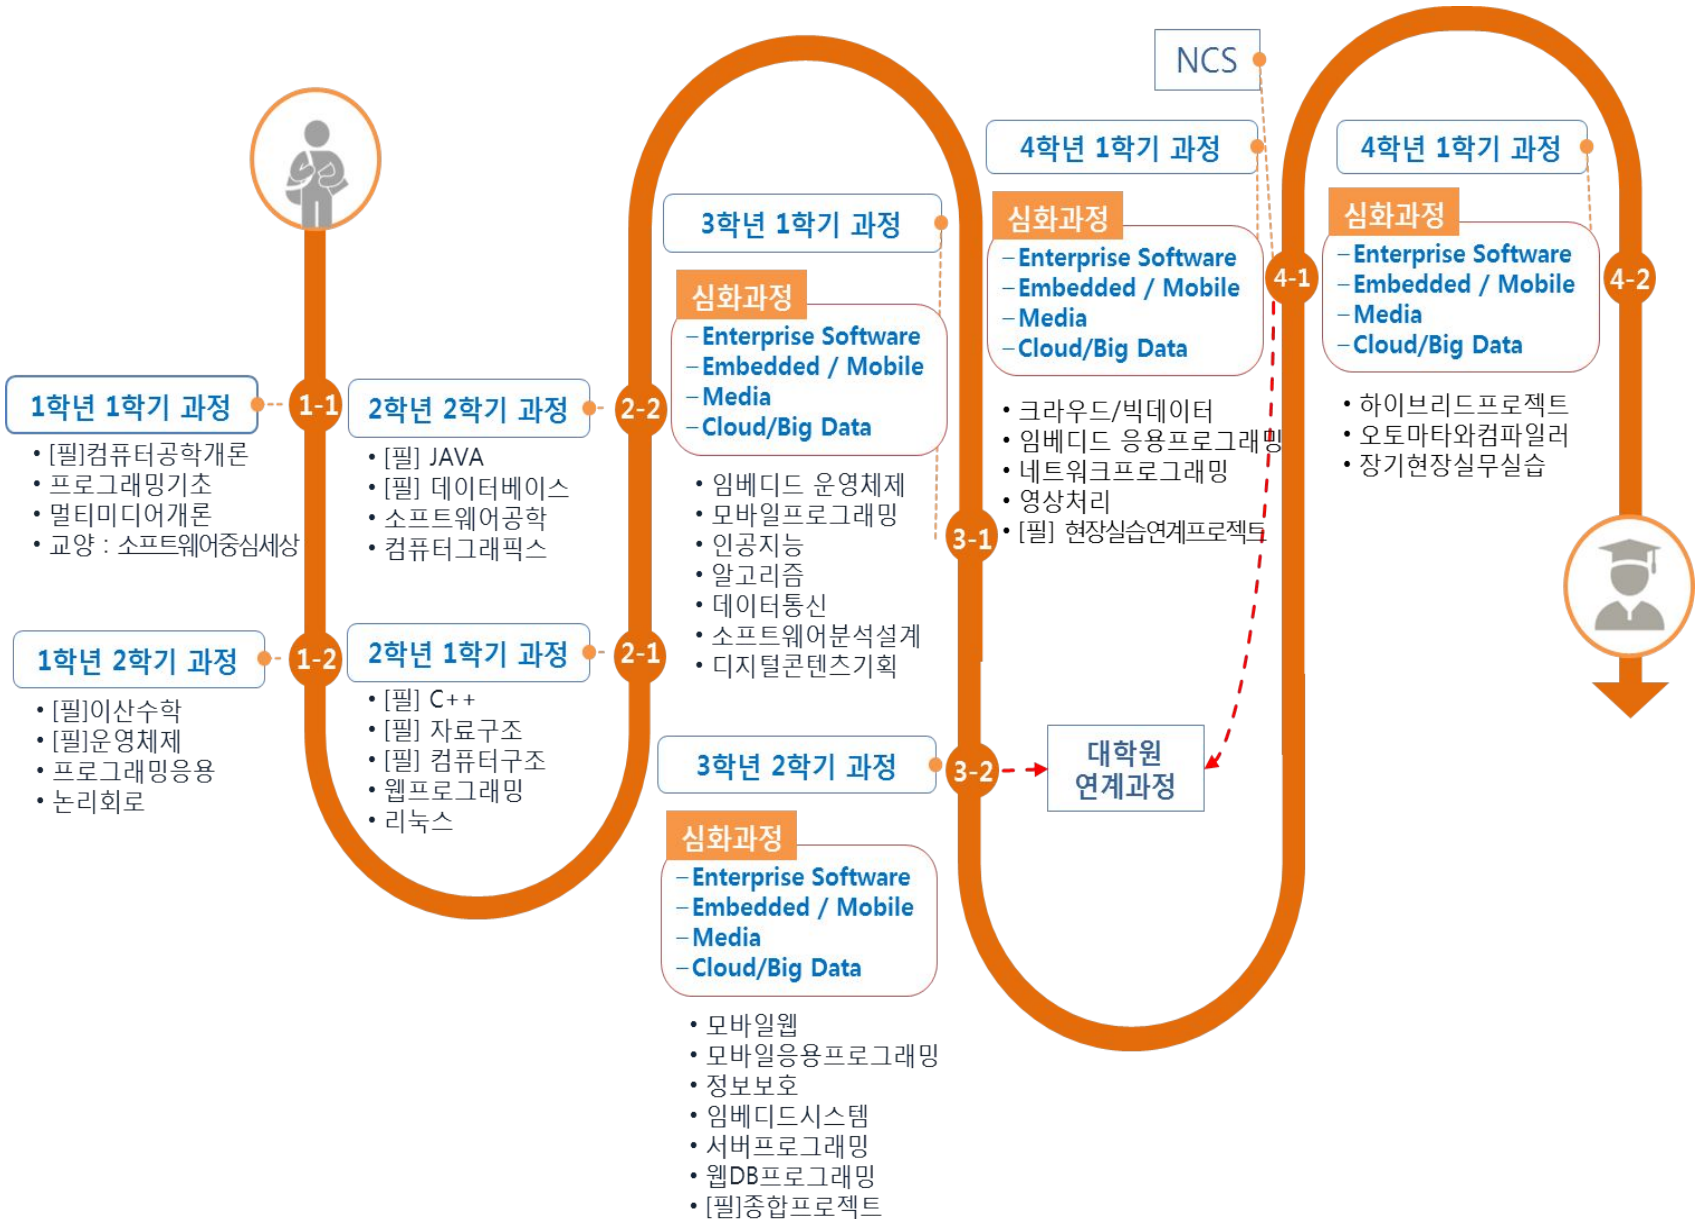 NCS
1학년 1학기 과정
1-1
• [필]컴퓨터공학개론
• 프로그래밍기초
• 멀티미디어개론
• 교양 : 소프트웨어중심세상
1학년 2학기 과정
1-2
• [필]이산수학
• [필]운영체제
• 프로그래밍응용
• 논리회로
2학년 1학기 과정
2-1
• [필] C++
• [필] 자료구조
• [필] 컴퓨터구조
• 웹프로그래밍
• 리눅스
2학년 2학기 과정
2-2
• [필] JAVA
• [필] 데이터베이스
• 소프트웨어공학
• 컴퓨터그래픽스
3학년 1학기 과정
심화과정
– Enterprise Software
– Embedded / Mobile
– Media
– Cloud/Big Data
3-1
• 임베디드 운영체제
• 모바일프로그래밍
• 인공지능
• 알고리즘
• 데이터통신
• 소프트웨어분석설계
• 디지털콘텐츠기획
3학년 2학기 과정
3-2
심화과정
– Enterprise Software
– Embedded / Mobile
– Media
– Cloud/Big Data
• 모바일웹
• 모바일응용프로그래밍
• 정보보호
• 임베디드시스템
• 서버프로그래밍
• 웹DB프로그래밍
• [필]종합프로젝트
대학원
연계과정
4학년 1학기 과정
심화과정
– Enterprise Software
– Embedded / Mobile
– Media
– Cloud/Big Data
4-1
• 크라우드/빅데이터
• 임베디드 응용프로그래밍
• 네트워크프로그래밍
• 영상처리
• [필] 현장실습연계프로젝트
4학년 1학기 과정
심화과정
– Enterprise Software
– Embedded / Mobile
– Media
– Cloud/Big Data
4-2
• 하이브리드프로젝트
• 오토마타와컴파일러
• 장기현장실무실습